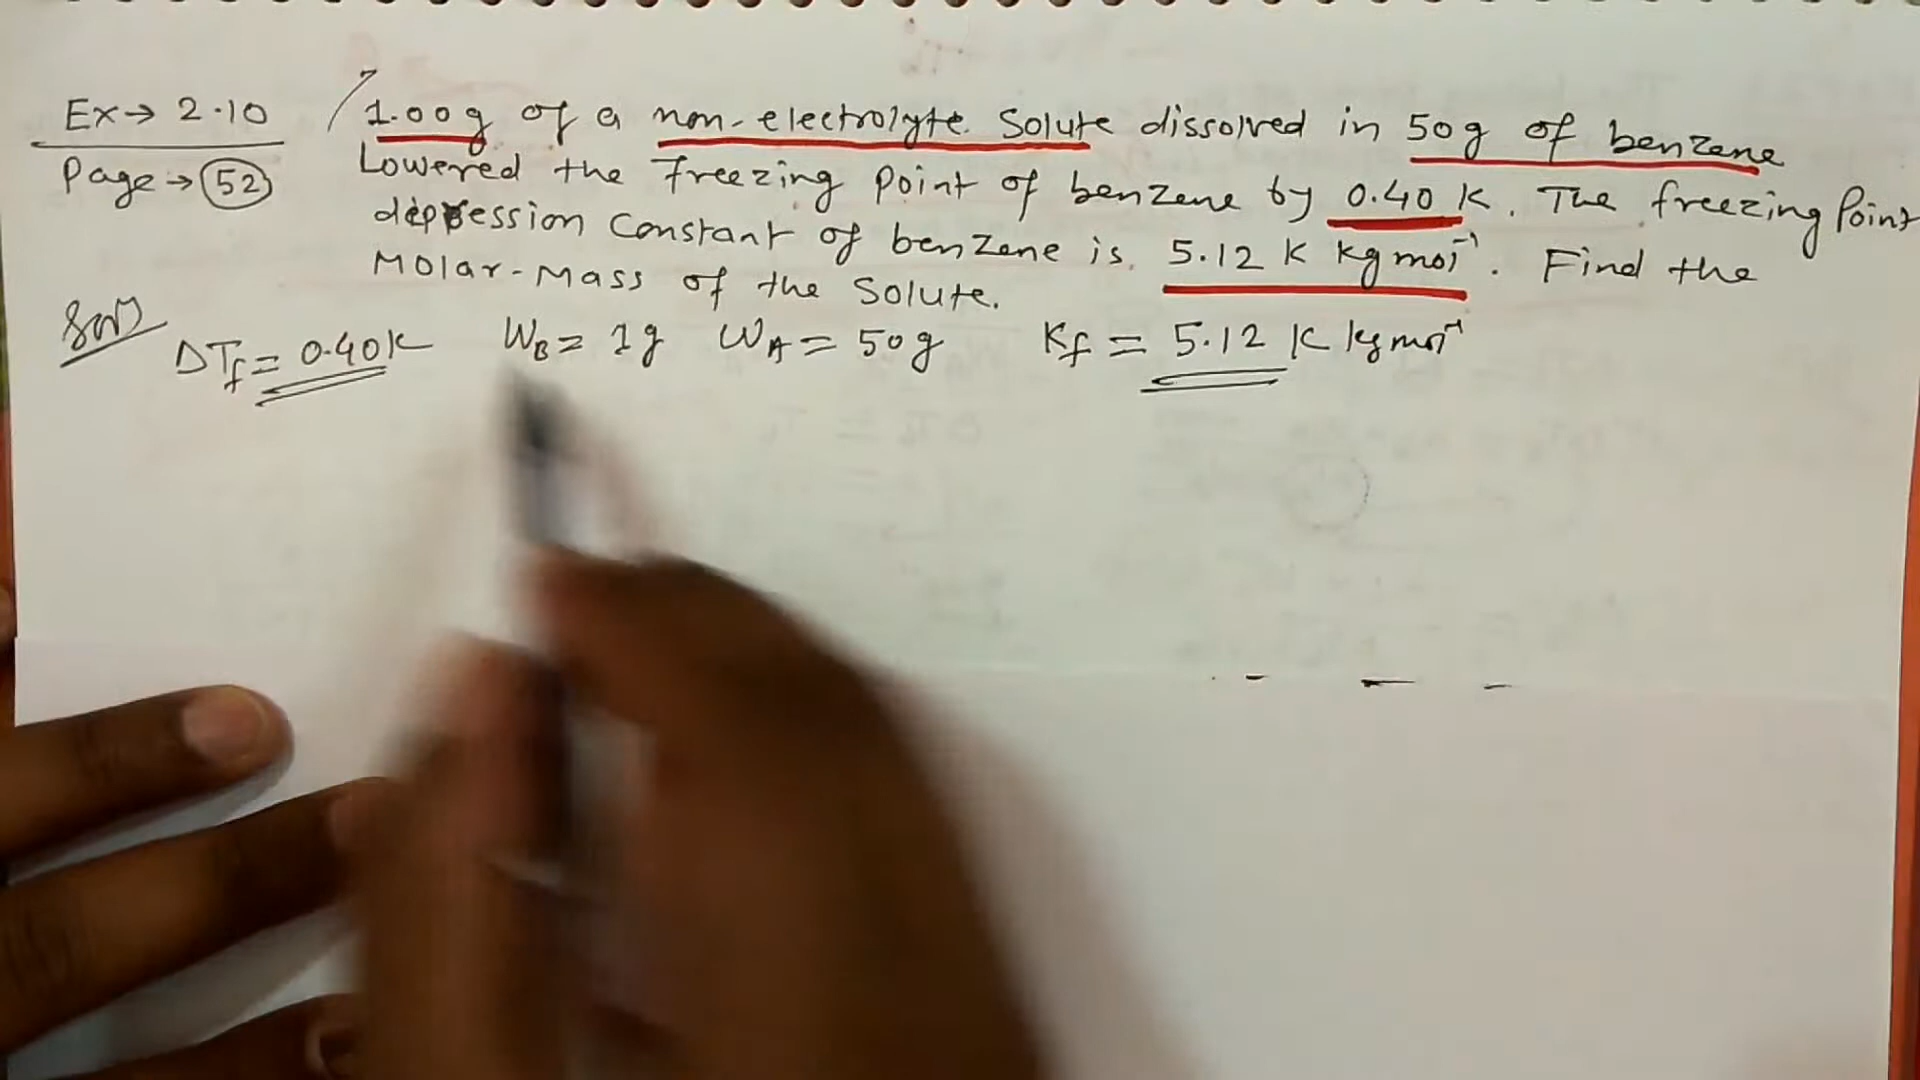 Ex→ 2.10
Page → 52
1.00g of a non-electrolyte Solute dissolved in 50g of benzene
Lowered the freezing Point of benzene by 0.40 K. The freezing Point
depression Constant of benzene is 5.12 K Kg mol⁻¹. Find the
Molar-Mass of the Solute.
Solⁿ
ΔTf = 0.40K WB = 1g WA = 50g Kf = 5.12 K kg mol⁻¹